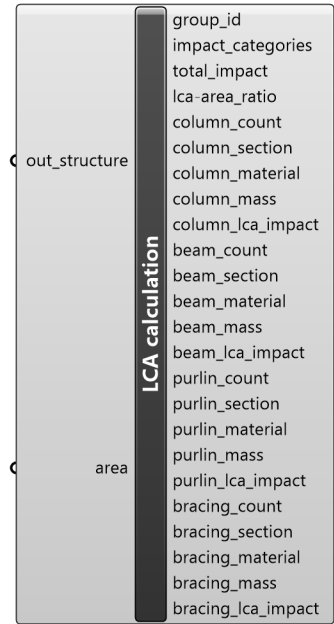 out_structure
area
LCA calculation
group_id
impact_categories
total_impact
lca-area_ratio
column_count
column_section
column_material
column_mass
column_lca_impact
beam_count
beam_section
beam_material
beam_mass
beam_lca_impact
purlin_count
purlin_section
purlin_material
purlin_mass
purlin_lca_impact
bracing_count
bracing_section
bracing_material
bracing_mass
bracing_lca_impact